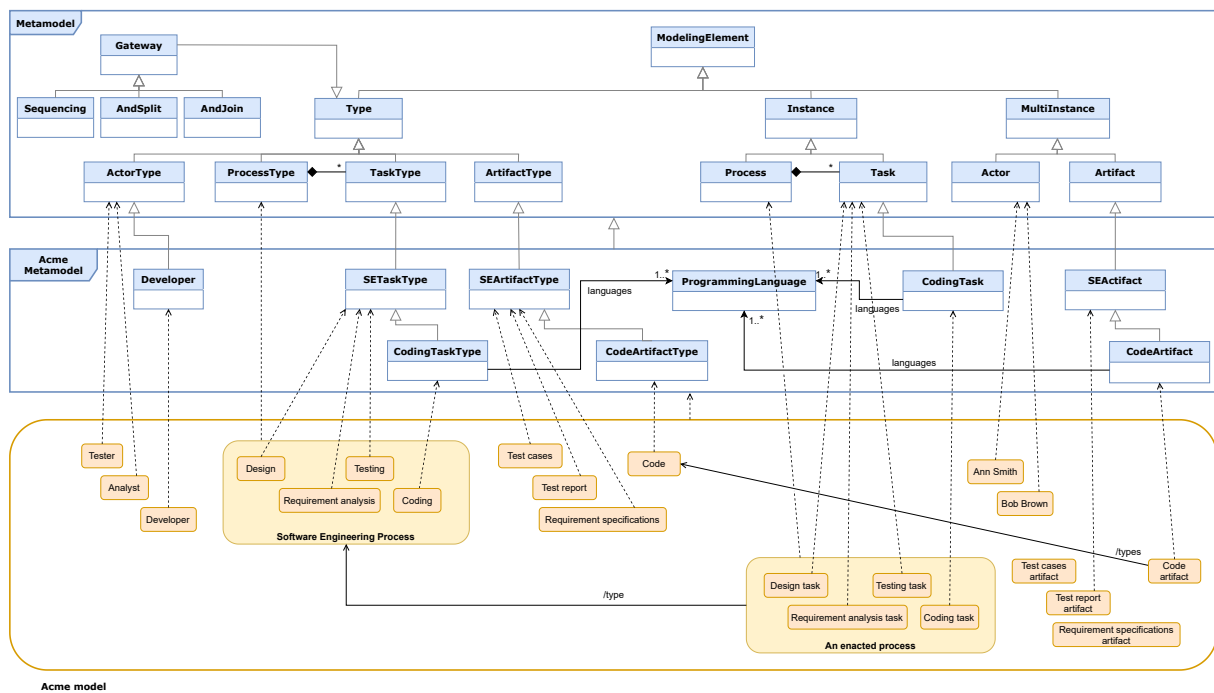 Metamodel
Gateway
ModelingElement
Sequencing
AndSplit
AndJoin
Type
Instance
MultiInstance
*
*
ActorType
ProcessType
TaskType
ArtifactType
Process
Task
Actor
Artifact
Acme
Metamodel
Developer
SETaskType
SEArtifactType
1..*
languages
ProgrammingLanguage
1..*
languages
CodingTask
SEActifact
1..*
CodingTaskType
CodeArtifactType
languages
CodeArtifact
Tester
Analyst
Developer
Design
Testing
Requirement analysis
Coding
Software Engineering Process
Test cases
Test report
Requirement specifications
Code
Ann Smith
Bob Brown
/types
/type
Design task
Testing task
Requirement analysis task
Coding task
An enacted process
Test cases
artifact
Code
artifact
Test report
artifact
Requirement specifications
artifact
Acme model